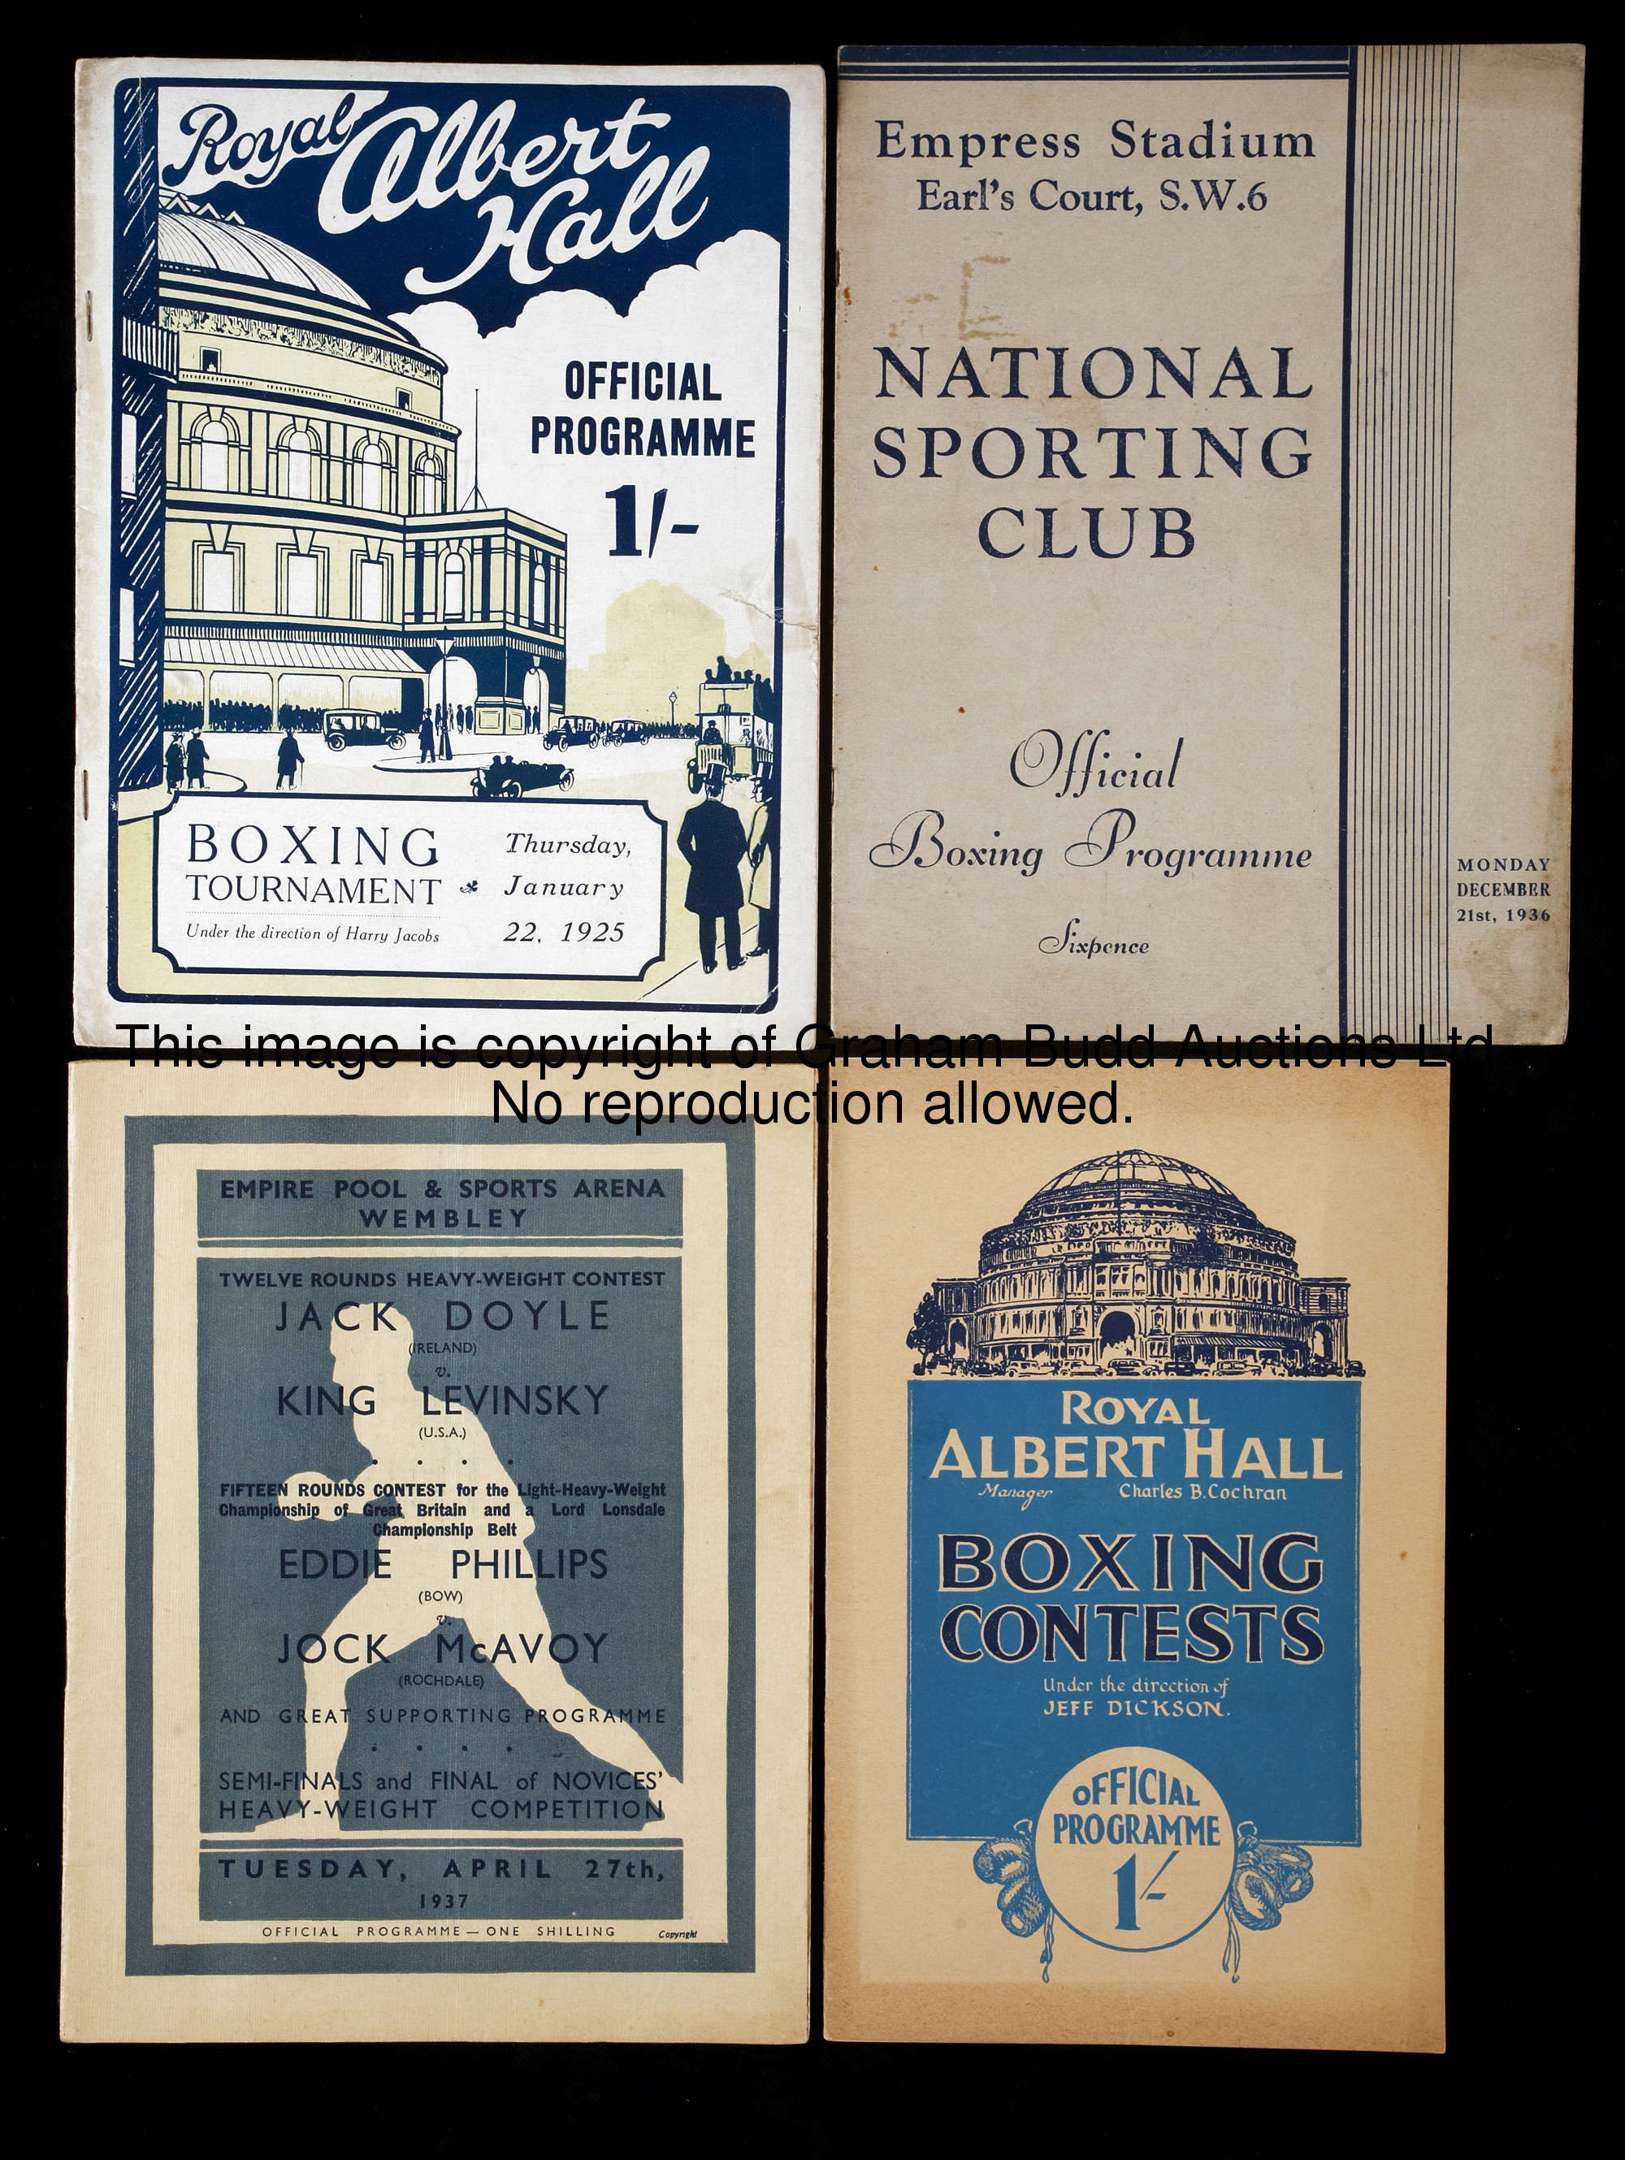 Royal
Albert
Hall
OFFICIAL
PROGRAMME
1/-
BOXING
TOURNAMENT
Under the direction of Harry Jacobs
Thursday,
January
22, 1925
Empress Stadium
Earl's Court, S.W.6
NATIONAL
SPORTING
CLUB
Official
Boxing Programme
Sixpence
MONDAY
DECEMBER
21st, 1936
This image is copyright of Graham Budd Auctions Ltd
No reproduction allowed.
EMPIRE POOL & SPORTS ARENA
WEMBLEY
TWELVE ROUNDS HEAVY-WEIGHT CONTEST
JACK DOYLE
(IRELAND)
v.
KING LEVINSKY
(U.S.A.)
. . . .
FIFTEEN ROUNDS CONTEST for the Light-Heavy-Weight
Championship of Great Britain and a Lord Lonsdale
Championship Belt
EDDIE PHILLIPS
(BOW)
v.
JOCK McAVOY
(ROCHDALE)
AND GREAT SUPPORTING PROGRAMME
. . . .
SEMI-FINALS and FINAL of NOVICES'
HEAVY-WEIGHT COMPETITION
TUESDAY, APRIL 27th,
1937
OFFICIAL PROGRAMME — ONE SHILLING
Copyright
ROYAL
ALBERT HALL
Manager Charles B. Cochran
BOXING
CONTESTS
Under the direction of
JEFF DICKSON.
OFFICIAL
PROGRAMME
1/-